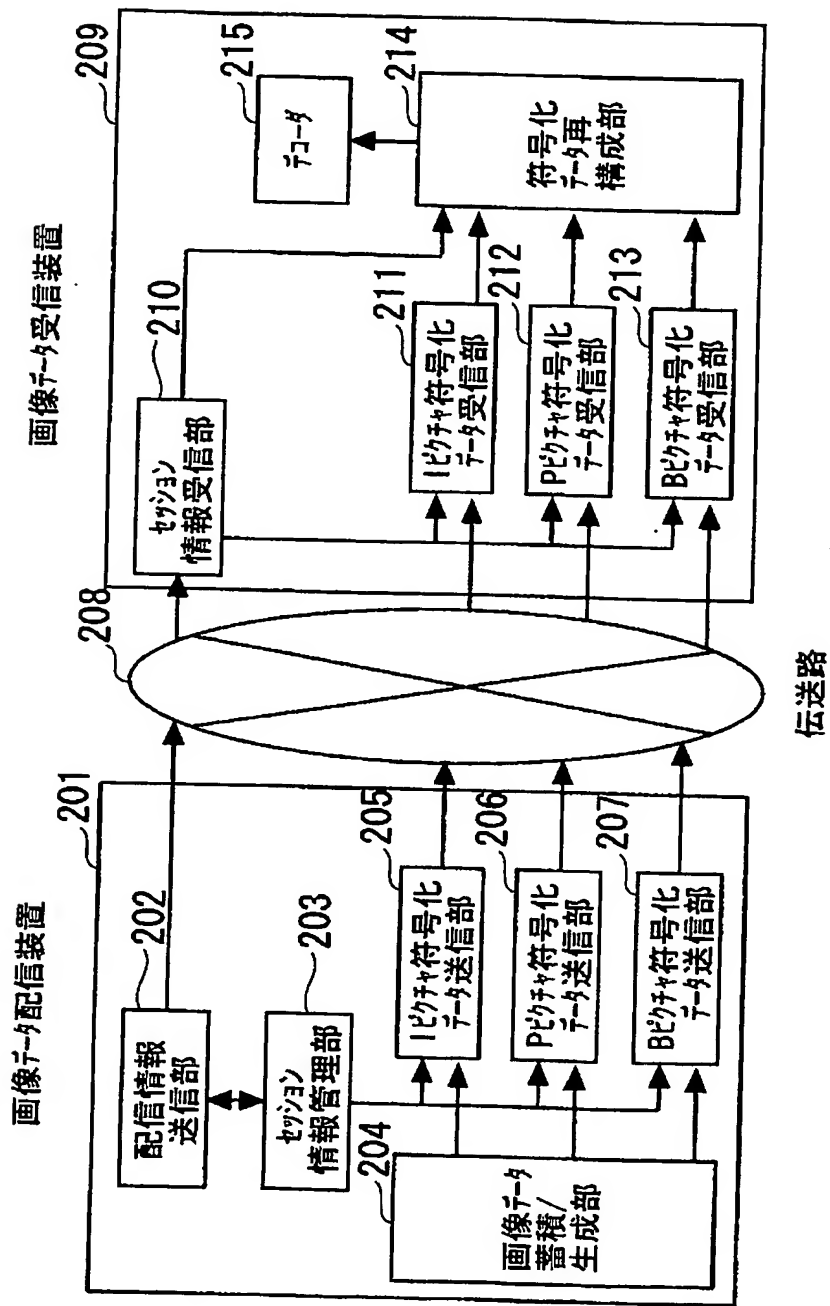 画像データ配信装置
201
配信情報
送信部
202
セッション
情報管理部
203
204
画像データ
蓄積/
生成部
Iピクチャ符号化
データ送信部
205
Pピクチャ符号化
データ送信部
206
Bピクチャ符号化
データ送信部
207
208
伝送路
画像データ受信装置
209
セッション
情報受信部
210
Iピクチャ符号化
データ受信部
211
Pピクチャ符号化
データ受信部
212
Bピクチャ符号化
データ受信部
213
符号化
データ再
構成部
214
デコーダ
215